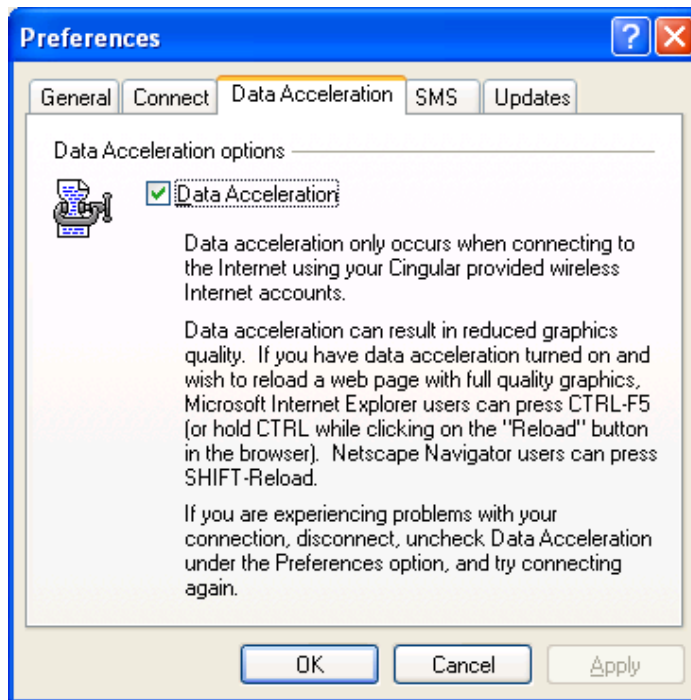 Preferences
General Connect Data Acceleration SMS Updates
Data Acceleration options
Data Acceleration
Data acceleration only occurs when connecting to
the Internet using your Cingular provided wireless
Internet accounts.
Data acceleration can result in reduced graphics
quality.  If you have data acceleration turned on and
wish to reload a web page with full quality graphics,
Microsoft Internet Explorer users can press CTRL-F5
(or hold CTRL while clicking on the "Reload" button
in the browser).  Netscape Navigator users can press
SHIFT-Reload.
If you are experiencing problems with your
connection, disconnect, uncheck Data Acceleration
under the Preferences option, and try connecting
again.
OK Cancel Apply